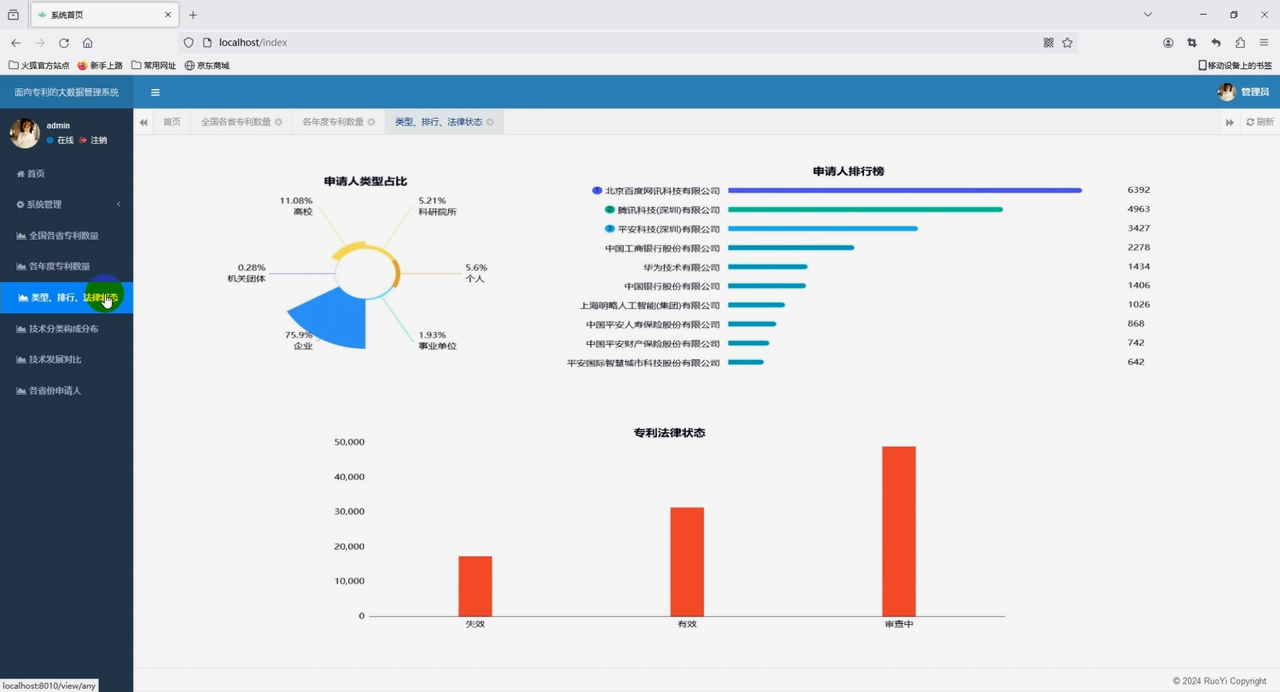 系统首页
localhost/index
火狐官方站点
新手上路
常用网址
京东商城
移动设备上的书签
面向专利的大数据管理系统
管理员
admin
在线
注销
首页
全国各省专利数量
各年度专利数量
类型、排行、法律状态
刷新
首页
系统管理
全国各省专利数量
各年度专利数量
类型、排行、法律状态
技术分类构成分布
技术发展对比
各省份申请人
申请人类型占比
11.08%
高校
5.21%
科研院所
0.28%
机关团体
5.6%
个人
75.9%
企业
1.93%
事业单位
申请人排行榜
1 北京百度网讯科技有限公司 6392
2 腾讯科技(深圳)有限公司 4963
3 平安科技(深圳)有限公司 3427
中国工商银行股份有限公司 2278
华为技术有限公司 1434
中国银行股份有限公司 1406
上海明略人工智能(集团)有限公司 1026
中国平安人寿保险股份有限公司 868
中国平安财产保险股份有限公司 742
平安国际智慧城市科技股份有限公司 642
专利法律状态
50,000
40,000
30,000
20,000
10,000
0
失效
有效
审查中
localhost:8010/view/any
© 2024 RuoYi Copyright